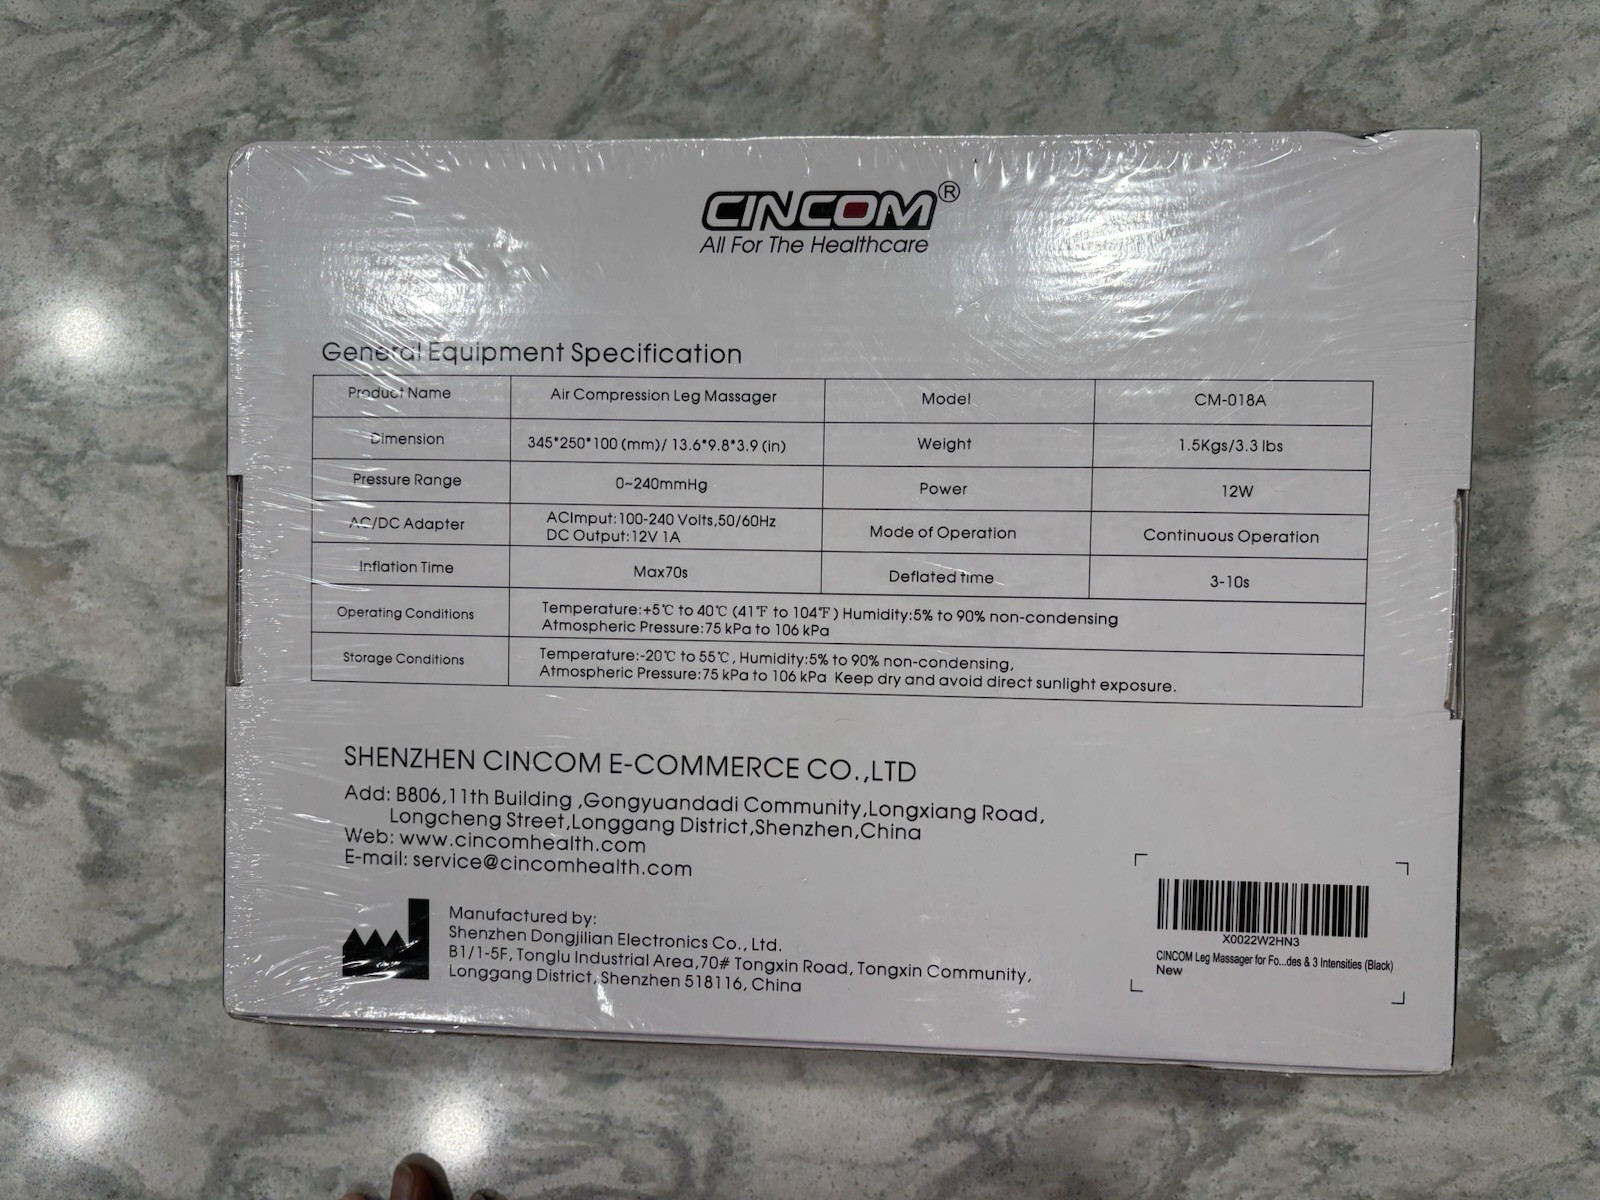 CINCOM®
All For The Healthcare
General Equipment Specification
Product Name Air Compression Leg Massager Model CM-018A
Dimension 345*250*100 (mm)/ 13.6*9.8*3.9 (in) Weight 1.5Kgs/3.3 lbs
Pressure Range 0~240mmHg Power 12W
AC/DC Adapter ACImput:100-240 Volts,50/60Hz
DC Output:12V 1A Mode of Operation Continuous Operation
Inflation Time Max70s Deflated time 3-10s
Operating Conditions Temperature:+5℃ to 40℃ (41℉ to 104℉) Humidity:5% to 90% non-condensing
Atmospheric Pressure:75 kPa to 106 kPa
Storage Conditions Temperature:-20℃ to 55℃, Humidity:5% to 90% non-condensing,
Atmospheric Pressure:75 kPa to 106 kPa Keep dry and avoid direct sunlight exposure.
SHENZHEN CINCOM E-COMMERCE CO.,LTD
Add: B806,11th Building ,Gongyuandadi Community,Longxiang Road,
Longcheng Street,Longgang District,Shenzhen,China
Web: www.cincomhealth.com
E-mail: service@cincomhealth.com
Manufactured by:
Shenzhen Dongjilian Electronics Co., Ltd.
B1/1-5F, Tonglu Industrial Area,70# Tongxin Road, Tongxin Community,
Longgang District, Shenzhen 518116, China
X0022W2HN3
CINCOM Leg Massager for Fo...des & 3 Intensities (Black)
New